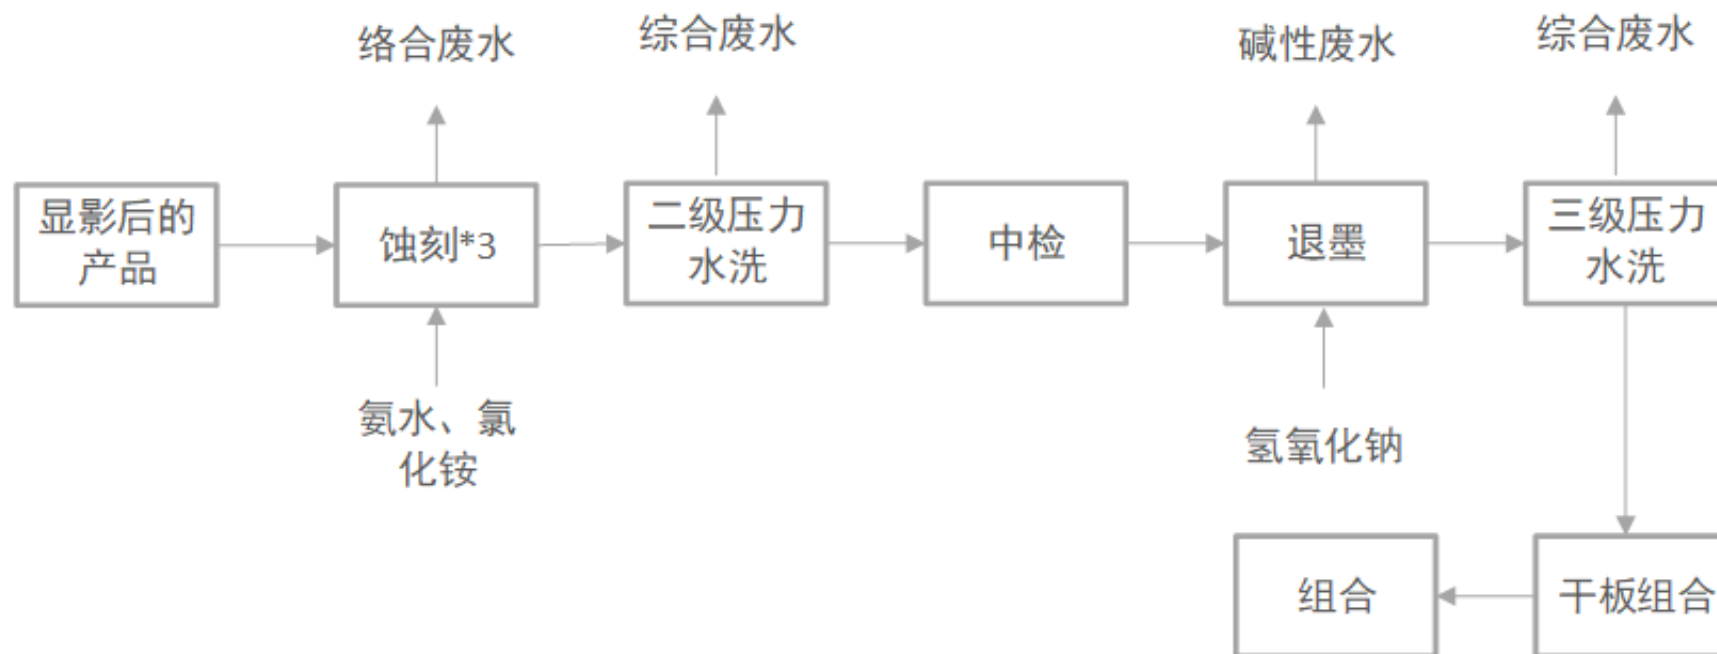 络合废水
综合废水
碱性废水
综合废水
显影后的
产品
蚀刻*3
二级压力
水洗
中检
退墨
三级压力
水洗
氨水、氯
化铵
氢氧化钠
组合
干板组合